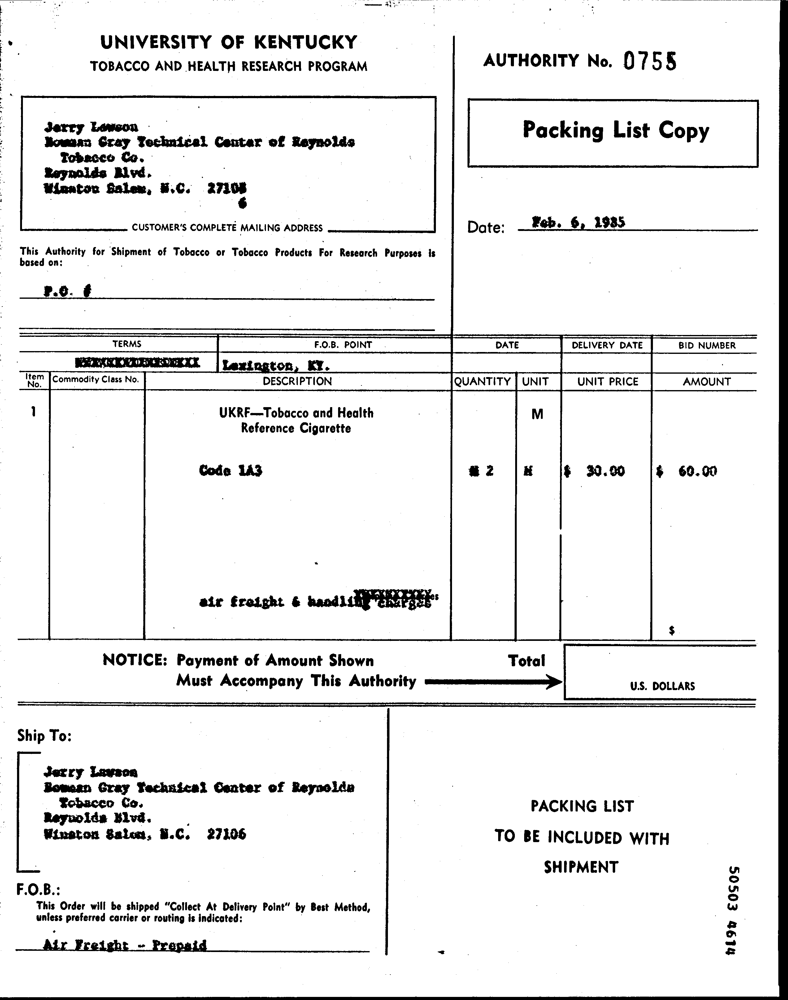 UNIVERSITY OF KENTUCKY
TOBACCO AND HEALTH RESEARCH PROGRAM
AUTHORITY No. 0755
Jerry Lawson
Bowman Gray Technical Center of Reynolds
Tobacco Co.
Reynolds Blvd.
Winston Salem, N.C. 2710
6
CUSTOMER'S COMPLETE MAILING ADDRESS
Packing List Copy
Date: Feb. 6, 1985
This Authority for Shipment of Tobacco or Tobacco Products For Research Purposes is
based on:
P.O. #
TERMS F.O.B. POINT DATE DELIVERY DATE BID NUMBER
Lexington, KY.
Item No. Commodity Class No. DESCRIPTION QUANTITY UNIT UNIT PRICE AMOUNT
1 UKRF—Tobacco and Health M
Reference Cigarette
Code 1A3 2 M $ 30.00 $ 60.00
air freight & handling charges
$
NOTICE: Payment of Amount Shown Total
Must Accompany This Authority
U.S. DOLLARS
Ship To:
Jerry Lawson
Bowman Gray Technical Center of Reynolds
Tobacco Co.
Reynolds Blvd.
Winston Salem, N.C. 27106
PACKING LIST
TO BE INCLUDED WITH
SHIPMENT
F.O.B.:
This Order will be shipped "Collect At Delivery Point" by Best Method,
unless preferred carrier or routing is indicated:
Air Freight - Prepaid
50503 4614